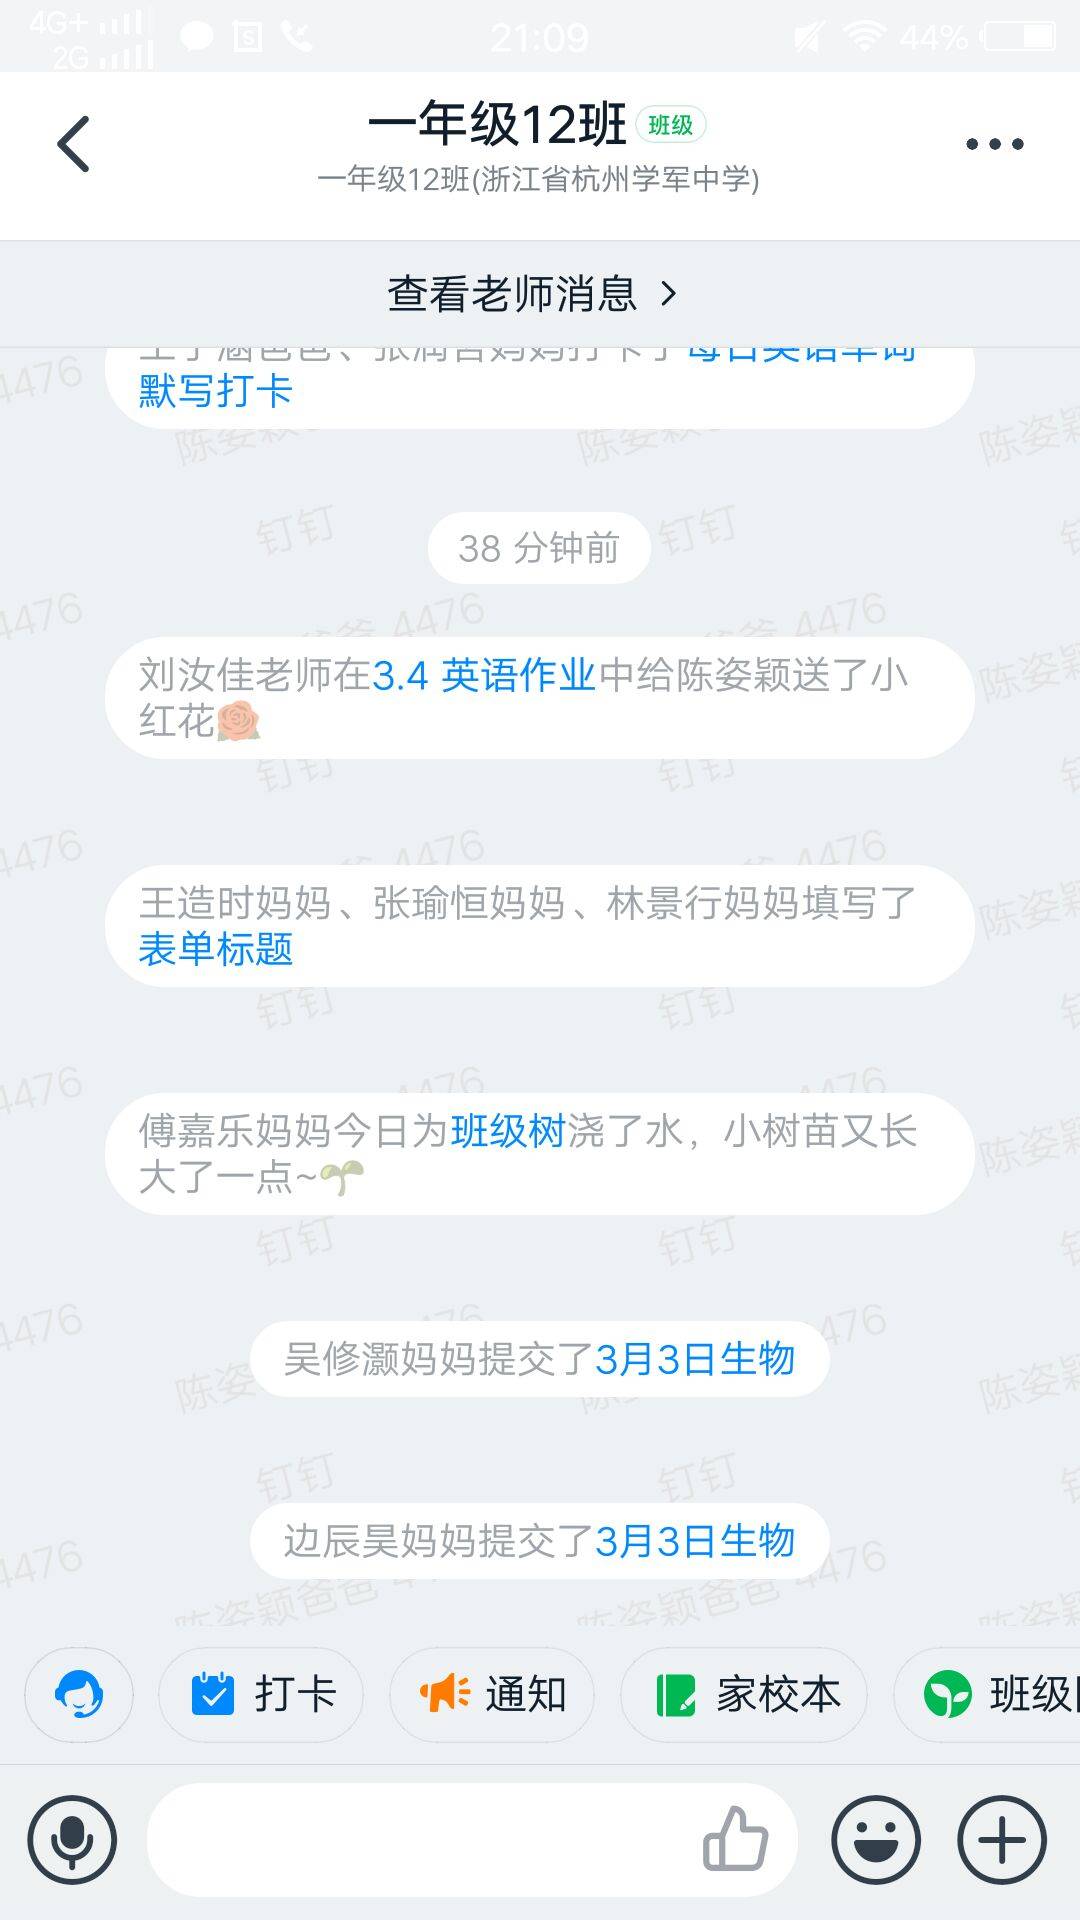 4G+
2G
21:09
44%
一年级12班 班级
一年级12班(浙江省杭州学军中学)
查看老师消息
默写打卡
38 分钟前
刘汝佳老师在3.4 英语作业中给陈姿颖送了小
红花
王造时妈妈、张瑜恒妈妈、林景行妈妈填写了
表单标题
傅嘉乐妈妈今日为班级树浇了水，小树苗又长
大了一点~
吴修灏妈妈提交了3月3日生物
边辰昊妈妈提交了3月3日生物
陈姿颖爸爸 4476
钉钉
打卡 通知 家校本 班级